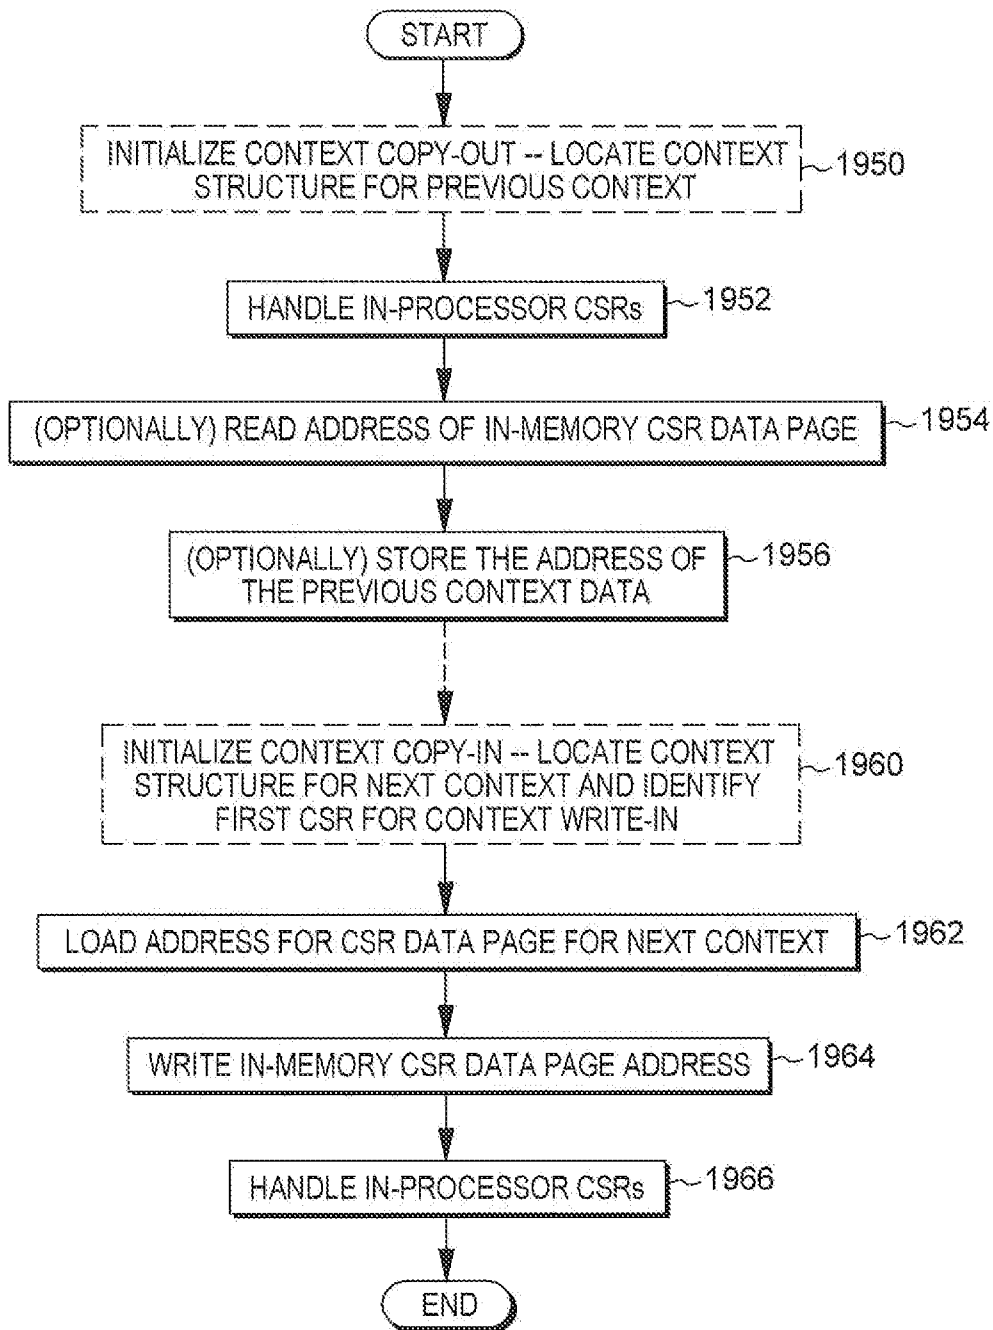 START
INITIALIZE CONTEXT COPY-OUT -- LOCATE CONTEXT
STRUCTURE FOR PREVIOUS CONTEXT
1950
HANDLE IN-PROCESSOR CSRs
1952
(OPTIONALLY) READ ADDRESS OF IN-MEMORY CSR DATA PAGE
1954
(OPTIONALLY) STORE THE ADDRESS OF
THE PREVIOUS CONTEXT DATA
1956
INITIALIZE CONTEXT COPY-IN -- LOCATE CONTEXT
STRUCTURE FOR NEXT CONTEXT AND IDENTIFY
FIRST CSR FOR CONTEXT WRITE-IN
1960
LOAD ADDRESS FOR CSR DATA PAGE FOR NEXT CONTEXT
1962
WRITE IN-MEMORY CSR DATA PAGE ADDRESS
1964
HANDLE IN-PROCESSOR CSRs
1966
END